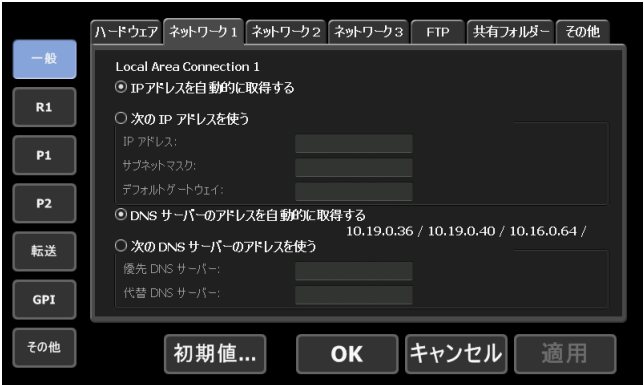 ハードウェア ネットワーク1 ネットワーク2 ネットワーク3 FTP 共有フォルダー その他
一般
R1
P1
P2
転送
GPI
その他
Local Area Connection 1
IPアドレスを自動的に取得する
次の IP アドレスを使う
IP アドレス:
サブネットマスク:
デフォルトゲートウェイ:
DNS サーバーのアドレスを自動的に取得する
10.19.0.36 / 10.19.0.40 / 10.16.0.64 /
次の DNS サーバーのアドレスを使う
優先 DNS サーバー:
代替 DNS サーバー:
初期値... OK キャンセル 適用